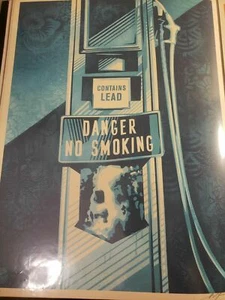 CONTAINS
LEAD
DANGER
NO SMOKING